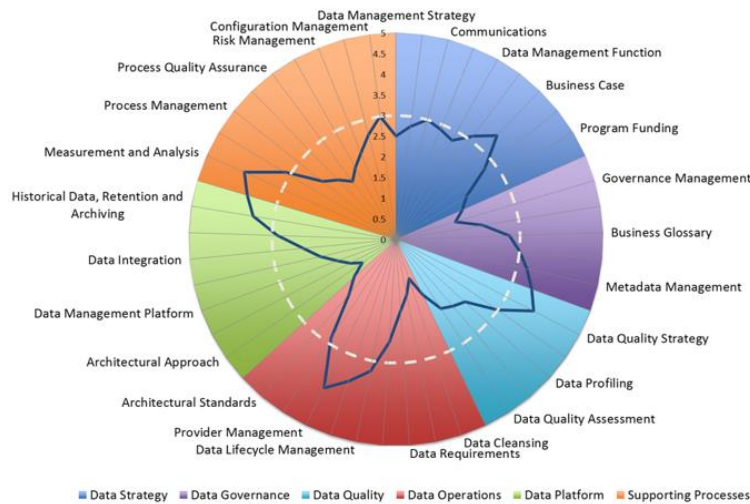 Data Management Strategy
Configuration Management
Communications
Risk Management
Data Management Function
Process Quality Assurance
Business Case
Process Management
Program Funding
Measurement and Analysis
Governance Management
Historical Data, Retention and
Archiving
Business Glossary
Data Integration
Metadata Management
Data Management Platform
Data Quality Strategy
Architectural Approach
Data Profiling
Architectural Standards
Data Quality Assessment
Provider Management
Data Cleansing
Data Lifecycle Management
Data Requirements
5
4.5
4
3.5
3
2.5
2
1.5
1
0.5
0
Data Strategy
Data Governance
Data Quality
Data Operations
Data Platform
Supporting Processes